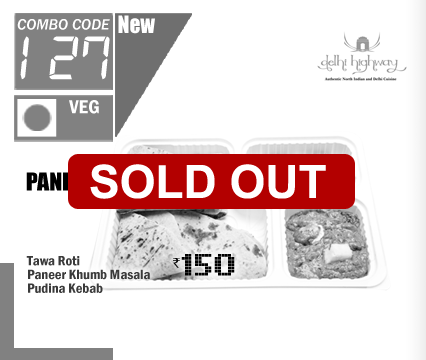 COMBO CODE
127
New
VEG
delhi highway
Authentic North Indian and Delhi Cuisine
SOLD OUT
Tawa Roti
Paneer Khumb Masala
Pudina Kebab
₹150